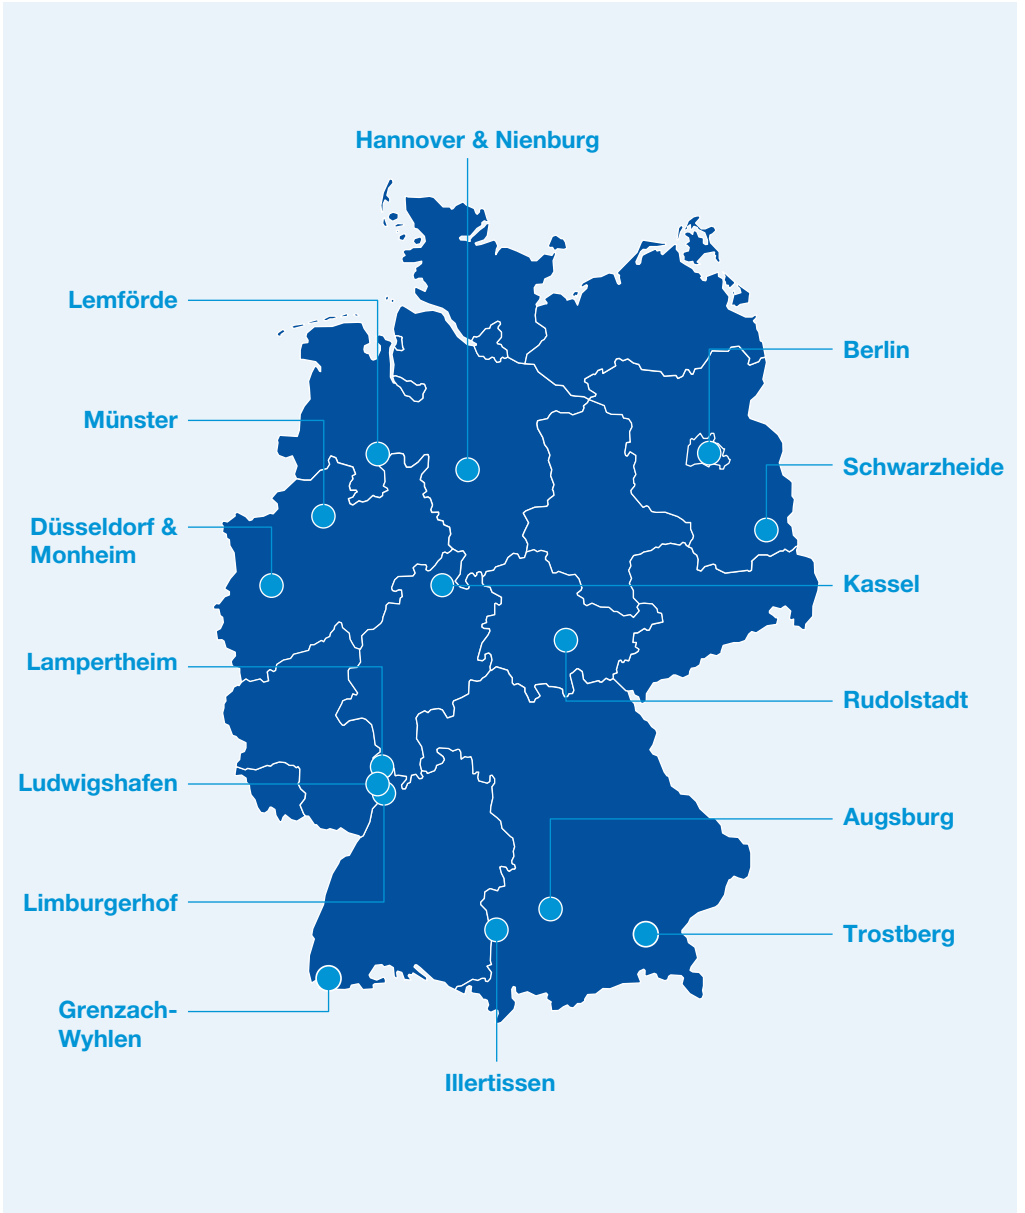 Hannover & Nienburg
Lemförde
Berlin
Münster
Schwarzheide
Düsseldorf &
Monheim
Kassel
Lampertheim
Rudolstadt
Ludwigshafen
Augsburg
Limburgerhof
Trostberg
Grenzach-
Wyhlen
Illertissen